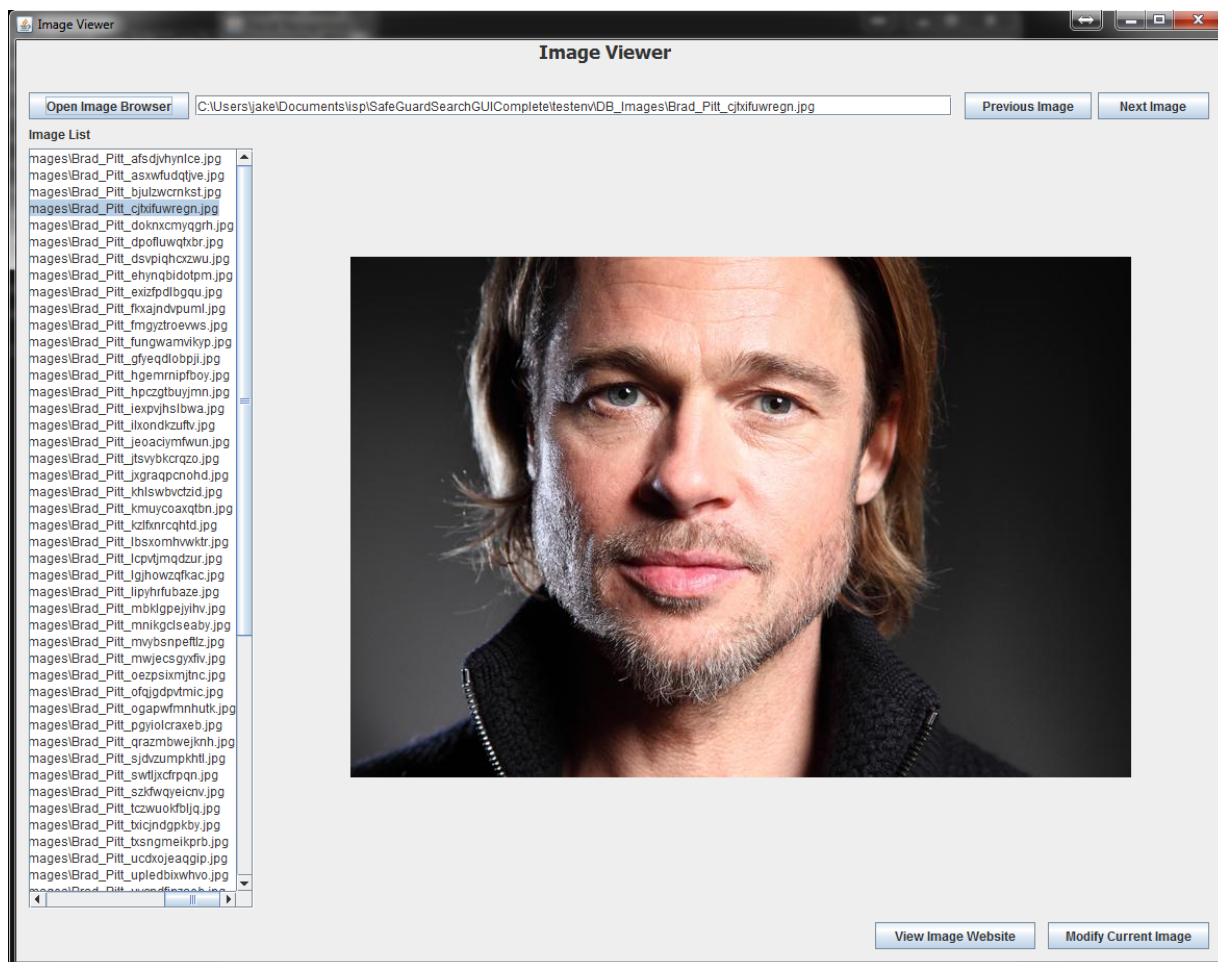 Image Viewer
Image Viewer
Open Image Browser
C:\Users\jake\Documents\isp\SafeGuardSearchGUIComplete\testenv\DB_Images\Brad_Pitt_cjfxifuwregn.jpg
Previous Image
Next Image
Image List
mages\Brad_Pitt_afsdjvhynlce.jpg
mages\Brad_Pitt_asxwfudqtjve.jpg
mages\Brad_Pitt_bjulzwcrnkst.jpg
mages\Brad_Pitt_cjfxifuwregn.jpg
mages\Brad_Pitt_doknxcmyqgrh.jpg
mages\Brad_Pitt_dpofluwqfxbr.jpg
mages\Brad_Pitt_dsvpiqhcxzwu.jpg
mages\Brad_Pitt_ehynqbidotpm.jpg
mages\Brad_Pitt_exizfpdlbgqu.jpg
mages\Brad_Pitt_fkxajndvpuml.jpg
mages\Brad_Pitt_fmgyztroevws.jpg
mages\Brad_Pitt_fungwamvikyp.jpg
mages\Brad_Pitt_gfyeqdlobpji.jpg
mages\Brad_Pitt_hgemrnipfboy.jpg
mages\Brad_Pitt_hpczgtbuyjmn.jpg
mages\Brad_Pitt_iexpvjhslbwa.jpg
mages\Brad_Pitt_ilxondkzuftv.jpg
mages\Brad_Pitt_jeoaciymfwun.jpg
mages\Brad_Pitt_jtsvybkcrqzo.jpg
mages\Brad_Pitt_jxgraqpcnohd.jpg
mages\Brad_Pitt_khlswbvctzid.jpg
mages\Brad_Pitt_kmuycoaxqtbn.jpg
mages\Brad_Pitt_kzlfxnrcqhtd.jpg
mages\Brad_Pitt_lbsxomhvwktr.jpg
mages\Brad_Pitt_lcpvtjmqdzur.jpg
mages\Brad_Pitt_lgjhowzqfkac.jpg
mages\Brad_Pitt_lipyhrfubaze.jpg
mages\Brad_Pitt_mbklgpejyihv.jpg
mages\Brad_Pitt_mnikgclseaby.jpg
mages\Brad_Pitt_mvybsnpeftlz.jpg
mages\Brad_Pitt_mwjecsgyxfiv.jpg
mages\Brad_Pitt_oezpsixmjtnc.jpg
mages\Brad_Pitt_ofqjgdpvtmic.jpg
mages\Brad_Pitt_ogapwfmnhutk.jpg
mages\Brad_Pitt_pgyiolcraxeb.jpg
mages\Brad_Pitt_qrazmbwejknh.jpg
mages\Brad_Pitt_sjdvzumpkhtl.jpg
mages\Brad_Pitt_swtljxcfrpqn.jpg
mages\Brad_Pitt_szkfwqyeicnv.jpg
mages\Brad_Pitt_tczwuokfbljq.jpg
mages\Brad_Pitt_txicjndgpkby.jpg
mages\Brad_Pitt_txsngmeikprb.jpg
mages\Brad_Pitt_ucdxojeaqgip.jpg
mages\Brad_Pitt_upledbixwhvo.jpg
View Image Website
Modify Current Image